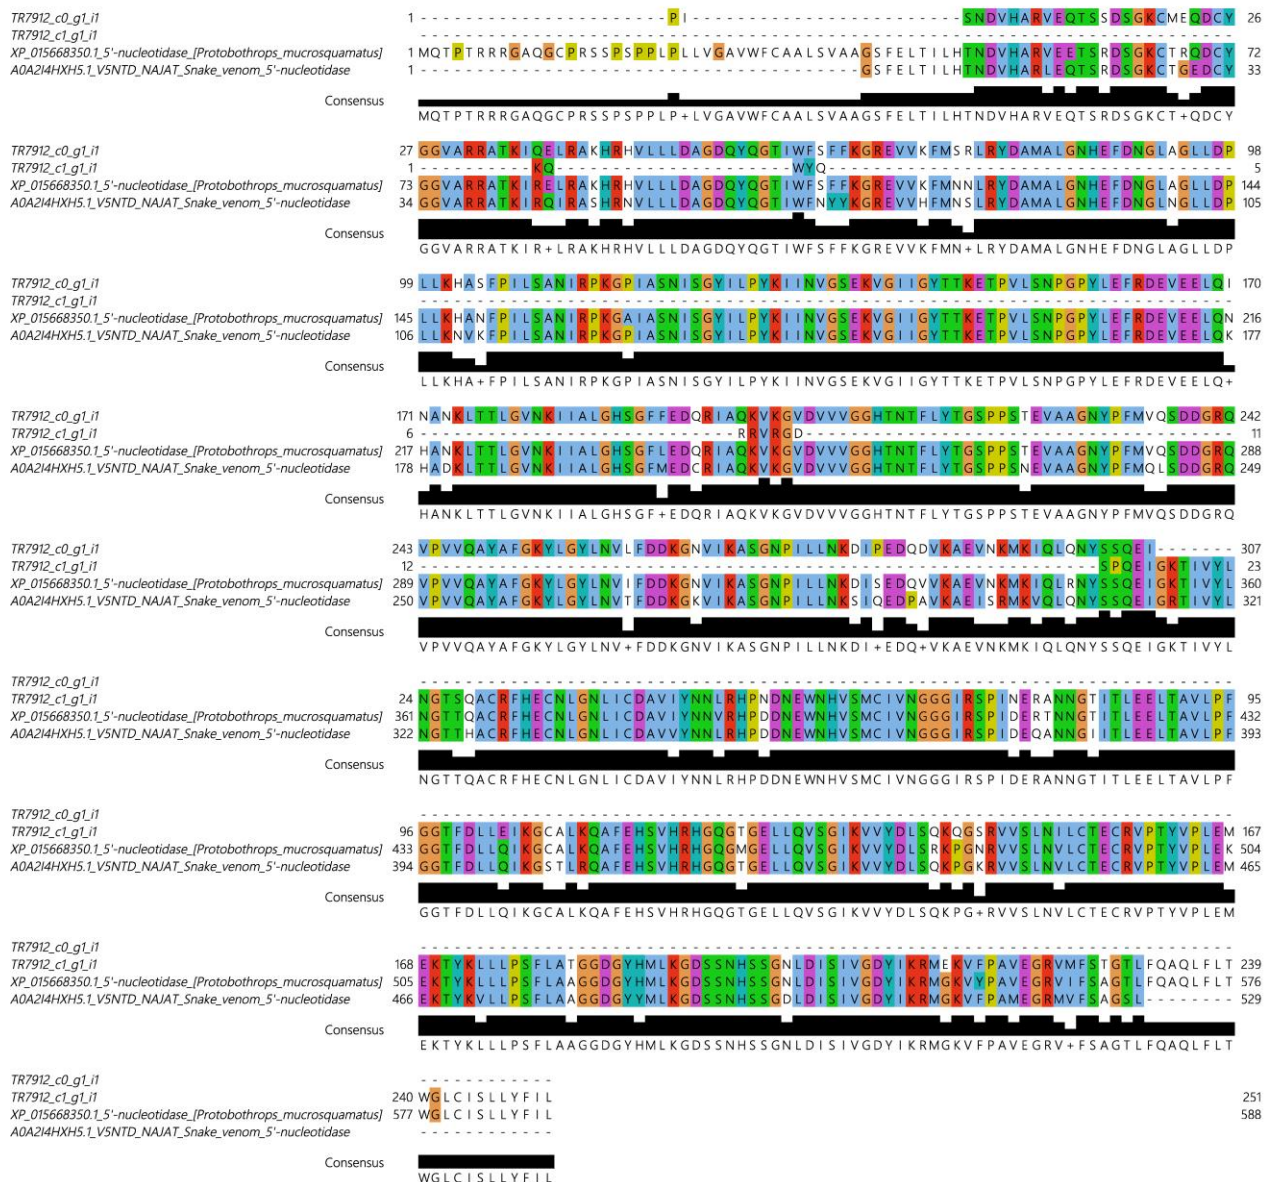 TR7912_c0_g1_i1 1 ----------------------PI------------------------SNDVHARVEQTSSDSGKCMEQDCY 26
TR7912_c1_g1_i1 ------------------------------------------------------------------------
XP_015668350.1_5'-nucleotidase_[Protobothrops_mucrosquamatus] 1 MQTPTRRRGAQGCPRSSPSPPLPLLVGAVWFCAALSVAAGSFELTILHTNDVHARVEETSRDSGKCTRQDCY 72
A0A2I4HXH5.1_V5NTD_NAJAT_Snake_venom_5'-nucleotidase 1 ---------------------------------------GSFELTILHTNDVHARLEQTSRDSGKCTGEDCY 33
Consensus
MQTPTRRRGAQGCPRSSPSPPLP+LVGAVWFCAALSVAAGSFELTILHTNDVHARVEQTSRDSGKCT+QDCY
TR7912_c0_g1_i1 27 GGVARRATKIQELRAKHRHVLLLDAGDQYQGTIWFSFFKGREVVKFMSRLRYDAMALGNHEFDNGLAGLLDP 98
TR7912_c1_g1_i1 1 ----------KQ---------------------WYQ------------------------------------ 5
XP_015668350.1_5'-nucleotidase_[Protobothrops_mucrosquamatus] 73 GGVARRATKIRELRAKHRHVLLLDAGDQYQGTIWFSFFKGREVVKFMNNLRYDAMALGNHEFDNGLAGLLDP 144
A0A2I4HXH5.1_V5NTD_NAJAT_Snake_venom_5'-nucleotidase 34 GGVARRATKIRQIRASHRNVLLLDAGDQYQGTIWFNYYKGREVVHFMNSLRYDAMALGNHEFDNGLNGLLDP 105
Consensus
GGVARRATKIR+LRAKHRHVLLLDAGDQYQGTIWFSFFKGREVVKFMN+LRYDAMALGNHEFDNGLAGLLDP
TR7912_c0_g1_i1 99 LLKHASFPILSANIRPKGPIASNISGYILPYKIINVGSEKVGIIGYTTKETPVLSNPGPYLEFRDEVEELQI 170
TR7912_c1_g1_i1 ------------------------------------------------------------------------
XP_015668350.1_5'-nucleotidase_[Protobothrops_mucrosquamatus] 145 LLKHANFPILSANIRPKGAIASNISGYILPYKIINVGSEKVGIIGYTTKETPVLSNPGPYLEFRDEVEELQN 216
A0A2I4HXH5.1_V5NTD_NAJAT_Snake_venom_5'-nucleotidase 106 LLKNVKFPILSANIRPKGPIASNISGYILPYKIINVGSEKVGIIGYTTKETPVLSNPGPYLEFRDEVEELQK 177
Consensus
LLKHA+FPILSANIRPKGPIASNISGYILPYKIINVGSEKVGIIGYTTKETPVLSNPGPYLEFRDEVEELQ+
TR7912_c0_g1_i1 171 NANKLTTLGVNKIIALGHSGFFEDQRIAQKVKGVDVVVGGHTNTFLYTGSPPSTEVAAGNYPFMVQSDDGRQ 242
TR7912_c1_g1_i1 6 ----------------------------RRVRGD-------------------------------------- 11
XP_015668350.1_5'-nucleotidase_[Protobothrops_mucrosquamatus] 217 HANKLTTLGVNKIIALGHSGFLEDQRIAQKVKGVDVVVGGHTNTFLYTGSPPSTEVAAGNYPFMVQSDDGRQ 288
A0A2I4HXH5.1_V5NTD_NAJAT_Snake_venom_5'-nucleotidase 178 HADKLTTLGVNKIIALGHSGFMEDCRIAQKVKGVDVVVGGHTNTFLYTGSPPSNEVAAGNYPFMQLSDDGRQ 249
Consensus
HANKLTTLGVNKIIALGHSGF+EDQRIAQKVKGVDVVVGGHTNTFLYTGSPPSTEVAAGNYPFMVQSDDGRQ
TR7912_c0_g1_i1 243 VPVVQAYAFGKYLGYLNVLFDDKGNVIKASGNPILLNKDIPEDQDVKAEVNKMKIQLQNYSSQEI------- 307
TR7912_c1_g1_i1 12 ------------------------------------------------------------SPQEIGKTIVYL 23
XP_015668350.1_5'-nucleotidase_[Protobothrops_mucrosquamatus] 289 VPVVQAYAFGKYLGYLNVIFDDKGNVIKASGNPILLNKDISEDQVVKAEVNKMKIQLRNYSSQEIGKTIVYL 360
A0A2I4HXH5.1_V5NTD_NAJAT_Snake_venom_5'-nucleotidase 250 VPVVQAYAFGKYLGYLNVTFDDKGKVIKASGNPILLNKSIQEDPAVKAEISRMKVQLQNYSSQEIGRTIVYL 321
Consensus
VPVVQAYAFGKYLGYLNV+FDDKGNVIKASGNPILLNKDI+EDQ+VKAEVNKMKIQLQNYSSQEIGKTIVYL
TR7912_c0_g1_i1 ------------------------------------------------------------------------
TR7912_c1_g1_i1 24 NGTSQACRFHECNLGNLICDAVIYNNLRHPNDNEWNHVSMCIVNGGGIRSPINERANNGTITLEELTAVLPF 95
XP_015668350.1_5'-nucleotidase_[Protobothrops_mucrosquamatus] 361 NGTTQACRFHECNLGNLICDAVIYNNVRHPDDNEWNHVSMCIVNGGGIRSPIDERTNNGTITLEELTAVLPF 432
A0A2I4HXH5.1_V5NTD_NAJAT_Snake_venom_5'-nucleotidase 322 NGTTHACRFHECNLGNLICDAVVYNNLRHPDDNEWNHVSMCIVNGGGIRSPIDEQANNGIITLEELTAVLPF 393
Consensus
NGTTQACRFHECNLGNLICDAVIYNNLRHPDDNEWNHVSMCIVNGGGIRSPIDERANNGTITLEELTAVLPF
TR7912_c0_g1_i1 ------------------------------------------------------------------------
TR7912_c1_g1_i1 96 GGTFDLLEIKGCALKQAFEHSVHRHGQGTGELLQVSGIKVVYDLSQKQGSRVVSLNILCTECRVPTYVPLEM 167
XP_015668350.1_5'-nucleotidase_[Protobothrops_mucrosquamatus] 433 GGTFDLLQIKGCALKQAFEHSVHRHGQGMGELLQVSGIKVVYDLSRKPGNRVVSLNVLCTECRVPTYVPLEK 504
A0A2I4HXH5.1_V5NTD_NAJAT_Snake_venom_5'-nucleotidase 394 GGTFDLLQIKGSTLRQAFEHSVHRHGQGTGELLQVSGIKVVYDLSQKPGKRVVSLNVLCTECRVPTYVPLEM 465
Consensus
GGTFDLLQIKGCALKQAFEHSVHRHGQGTGELLQVSGIKVVYDLSQKPG+RVVSLNVLCTECRVPTYVPLEM
TR7912_c0_g1_i1 ------------------------------------------------------------------------
TR7912_c1_g1_i1 168 EKTYKLLLPSFLATGGDGYHMLKGDSSNHSSGNLDISIVGDYIKRMEKVFPAVEGRVMFSTGTLFQAQLFLT 239
XP_015668350.1_5'-nucleotidase_[Protobothrops_mucrosquamatus] 505 EKTYKLLLPSFLAAGGDGYHMLKGDSSNHSSGNLDISIVGDYIKRMGKVYPAVEGRVIFSAGTLFQAQLFLT 576
A0A2I4HXH5.1_V5NTD_NAJAT_Snake_venom_5'-nucleotidase 466 EKTYKVLLPSFLAAGGDGYYMLKGDSSNHSSGDLDISIVGDYIKRMGKVFPAMEGRMVFSAGSL-------- 529
Consensus
EKTYKLLLPSFLAAGGDGYHMLKGDSSNHSSGNLDISIVGDYIKRMGKVFPAVEGRV+FSAGTLFQAQLFLT
TR7912_c0_g1_i1 ------------
TR7912_c1_g1_i1 240 WGLCISLLYFIL 251
XP_015668350.1_5'-nucleotidase_[Protobothrops_mucrosquamatus] 577 WGLCISLLYFIL 588
A0A2I4HXH5.1_V5NTD_NAJAT_Snake_venom_5'-nucleotidase ------------
Consensus
WGLCISLLYFIL